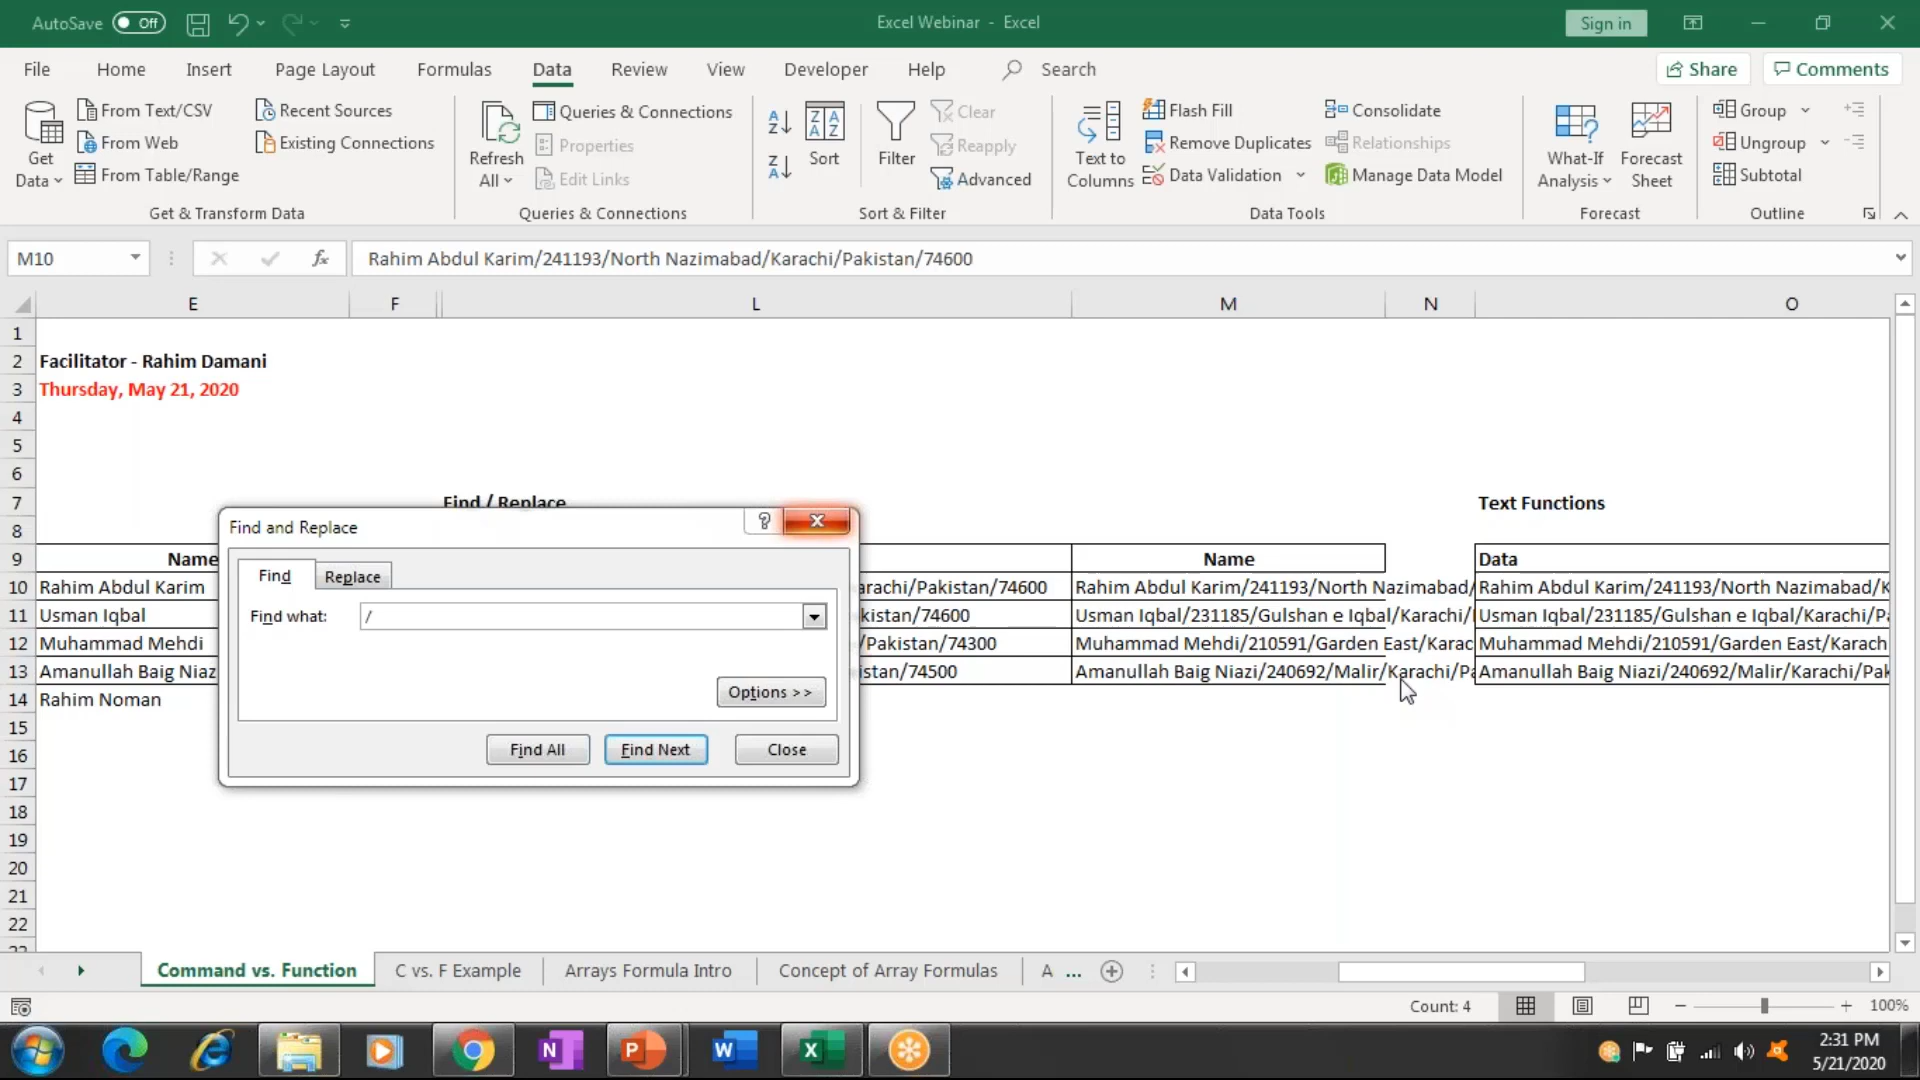 AutoSave Off
Excel Webinar - Excel
Sign in
File Home Insert Page Layout Formulas Data Review View Developer Help Search
Share Comments
Get Data
From Text/CSV
From Web
From Table/Range
Recent Sources
Existing Connections
Get & Transform Data
Refresh All
Queries & Connections
Properties
Edit Links
Queries & Connections
Sort
Filter
Clear
Reapply
Advanced
Sort & Filter
Text to Columns
Flash Fill
Remove Duplicates
Data Validation
Consolidate
Relationships
Manage Data Model
Data Tools
What-If Analysis
Forecast Sheet
Forecast
Group
Ungroup
Subtotal
Outline
M10
fx
Rahim Abdul Karim/241193/North Nazimabad/Karachi/Pakistan/74600
E F L M N O
1
2 Facilitator - Rahim Damani
3 Thursday, May 21, 2020
4
5
6
7 Find / Replace Text Functions
8
9 Name Name Data
10 Rahim Abdul Karim arachi/Pakistan/74600 Rahim Abdul Karim/241193/North Nazimabad/ Rahim Abdul Karim/241193/North Nazimabad/K
11 Usman Iqbal kistan/74600 Usman Iqbal/231185/Gulshan e Iqbal/Karachi/ Usman Iqbal/231185/Gulshan e Iqbal/Karachi/Pa
12 Muhammad Mehdi /Pakistan/74300 Muhammad Mehdi/210591/Garden East/Karac Muhammad Mehdi/210591/Garden East/Karach
13 Amanullah Baig Niaz istan/74500 Amanullah Baig Niazi/240692/Malir/Karachi/Pa Amanullah Baig Niazi/240692/Malir/Karachi/Pak
14 Rahim Noman
15
16
17
18
19
20
21
22
Find and Replace
Find Replace
Find what: /
Options >>
Find All Find Next Close
Command vs. Function C vs. F Example Arrays Formula Intro Concept of Array Formulas A ...
Count: 4
100%
2:31 PM
5/21/2020